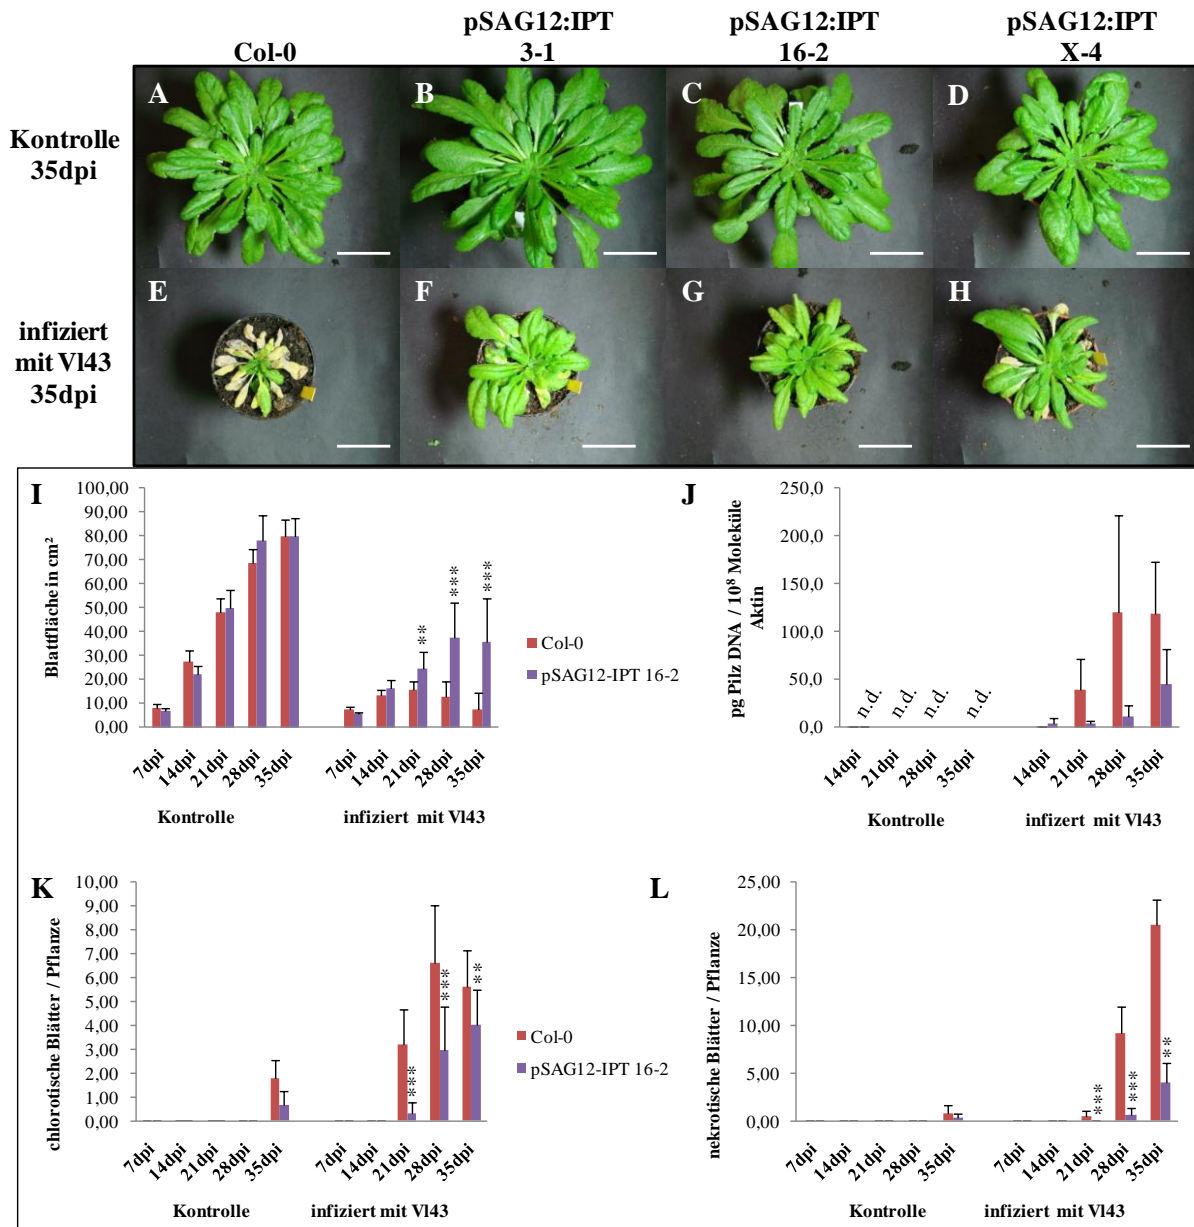 Col-0
pSAG12:IPT
3-1
pSAG12:IPT
16-2
pSAG12:IPT
X-4
Kontrolle
35dpi
A
B
C
D
infiziert
mit Vl43
35dpi
E
F
G
H
I
Blattfläche in cm²
100,00
90,00
80,00
70,00
60,00
50,00
40,00
30,00
20,00
10,00
0,00
** *** ***
7dpi 14dpi 21dpi 28dpi 35dpi 7dpi 14dpi 21dpi 28dpi 35dpi
Kontrolle infiziert mit Vl43
Col-0
pSAG12-IPT 16-2
J
pg Pilz DNA / 10⁸ Moleküle
Aktin
250,0
200,0
150,0
100,0
50,0
0,0
n.d. n.d. n.d. n.d.
14dpi 21dpi 28dpi 35dpi 14dpi 21dpi 28dpi 35dpi
Kontrolle infizert mit Vl43
K
chlorotische Blätter / Pflanze
10,00
9,00
8,00
7,00
6,00
5,00
4,00
3,00
2,00
1,00
0,00
*** *** **
7dpi 14dpi 21dpi 28dpi 35dpi 7dpi 14dpi 21dpi 28dpi 35dpi
Kontrolle infiziert mit Vl43
Col-0
pSAG12-IPT 16-2
L
nekrotische Blätter / Pflanze
25,00
20,00
15,00
10,00
5,00
0,00
*** *** **
7dpi 14dpi 21dpi 28dpi 35dpi 7dpi 14dpi 21dpi 28dpi 35dpi
Kontrolle infiziert mit Vl43